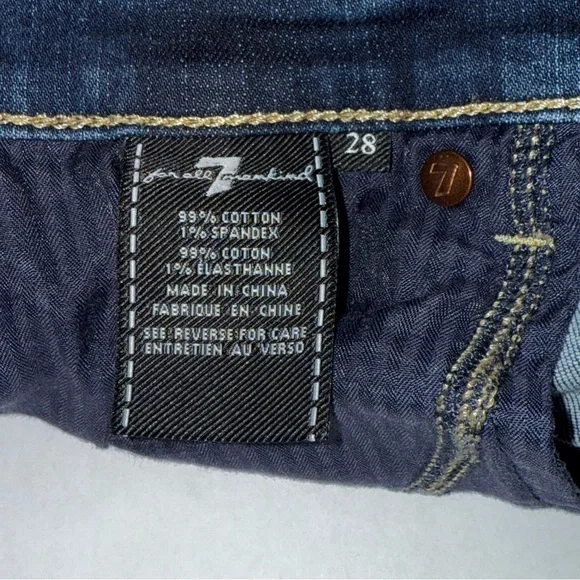 for all 7 mankind
28
7
99% COTTON
1% SPANDEX
99% COTON
1% ELASTHANNE
MADE IN CHINA
FABRIQUE EN CHINE
SEE REVERSE FOR CARE
ENTRETIEN AU VERSO